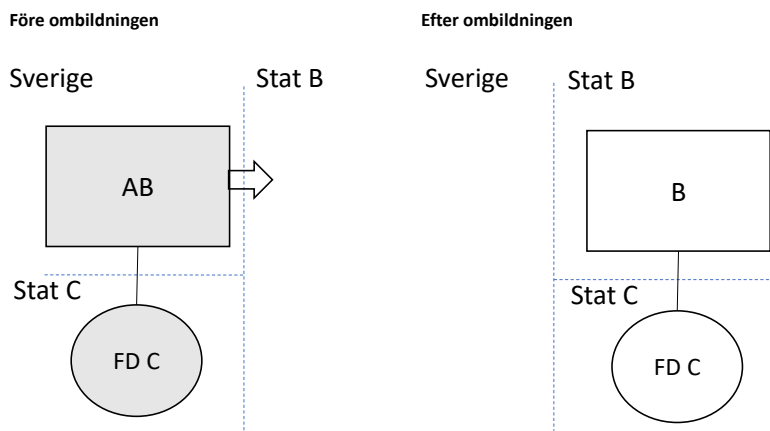 Före ombildningen
Efter ombildningen
Sverige
Stat B
Sverige
Stat B
AB
B
Stat C
Stat C
FD C
FD C